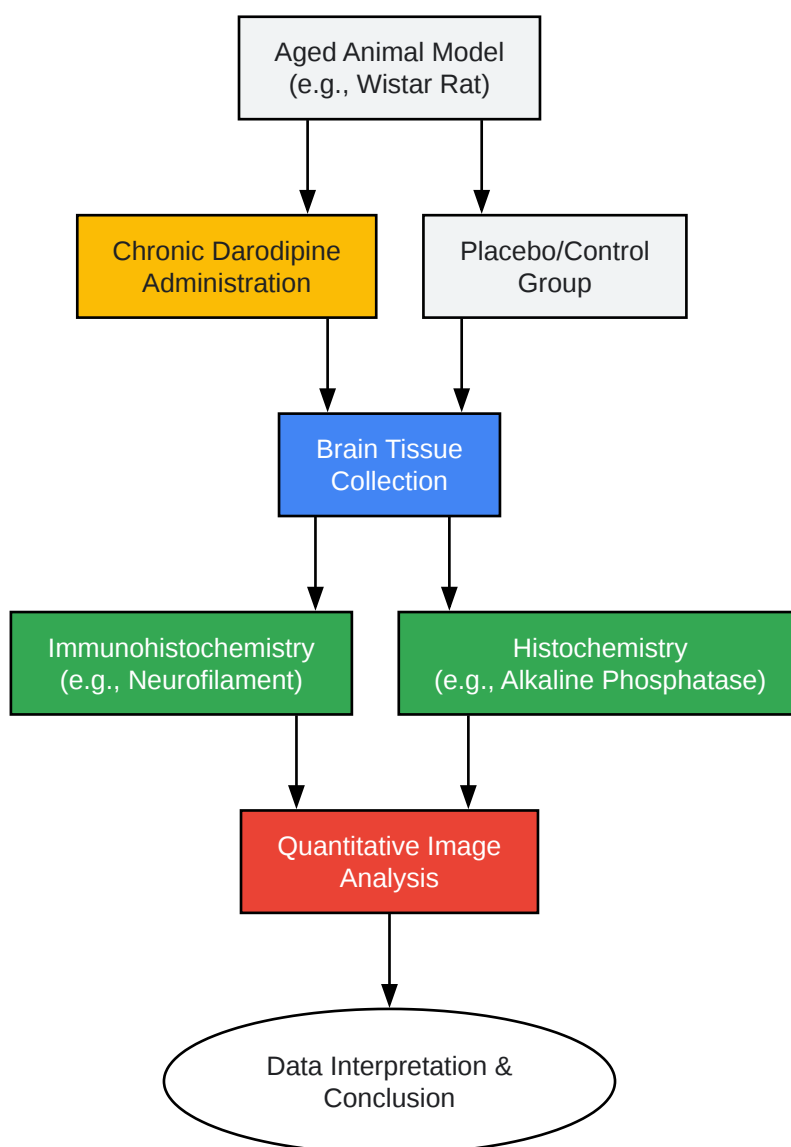 Aged Animal Model
(e.g., Wistar Rat)
Chronic Darodipine
Administration
Placebo/Control
Group
Brain Tissue
Collection
Immunohistochemistry
(e.g., Neurofilament)
Histochemistry
(e.g., Alkaline Phosphatase)
Quantitative Image
Analysis
Data Interpretation &
Conclusion